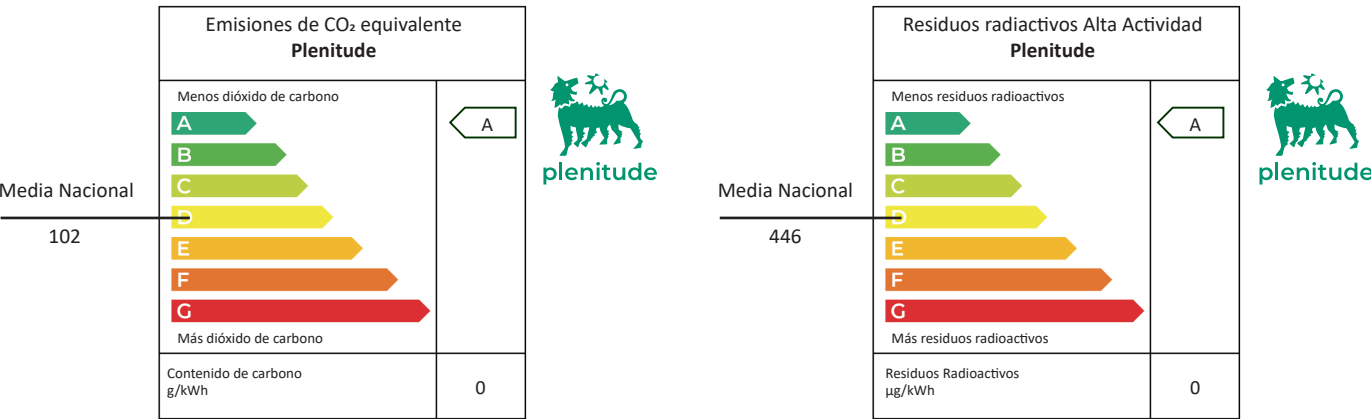 Emisiones de CO₂ equivalente
Plenitude
Menos dióxido de carbono
A
A
B
C
D
E
F
G
Más dióxido de carbono
Contenido de carbono
g/kWh
0
Media Nacional
102
plenitude
Residuos radiactivos Alta Actividad
Plenitude
Menos residuos radioactivos
A
A
B
C
D
E
F
G
Más residuos radioactivos
Residuos Radioactivos
µg/kWh
0
Media Nacional
446
plenitude